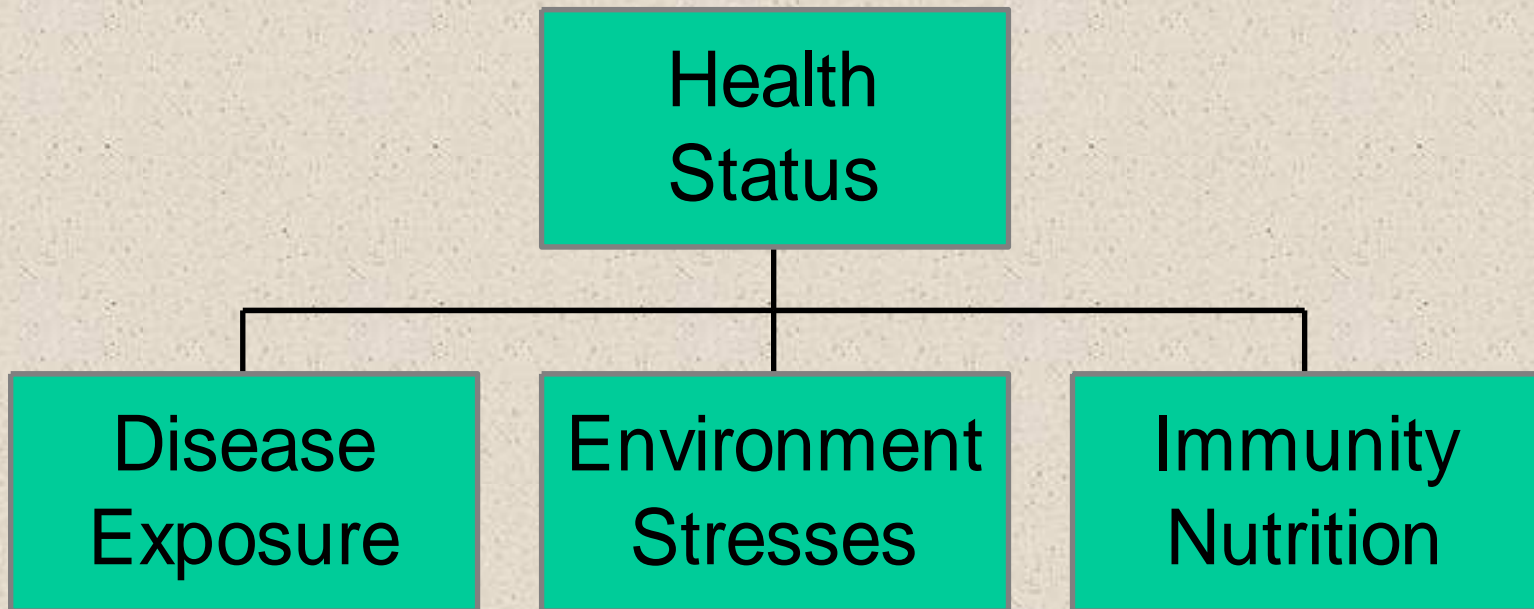 Health
Status
Disease
Exposure
Environment
Stresses
Immunity
Nutrition